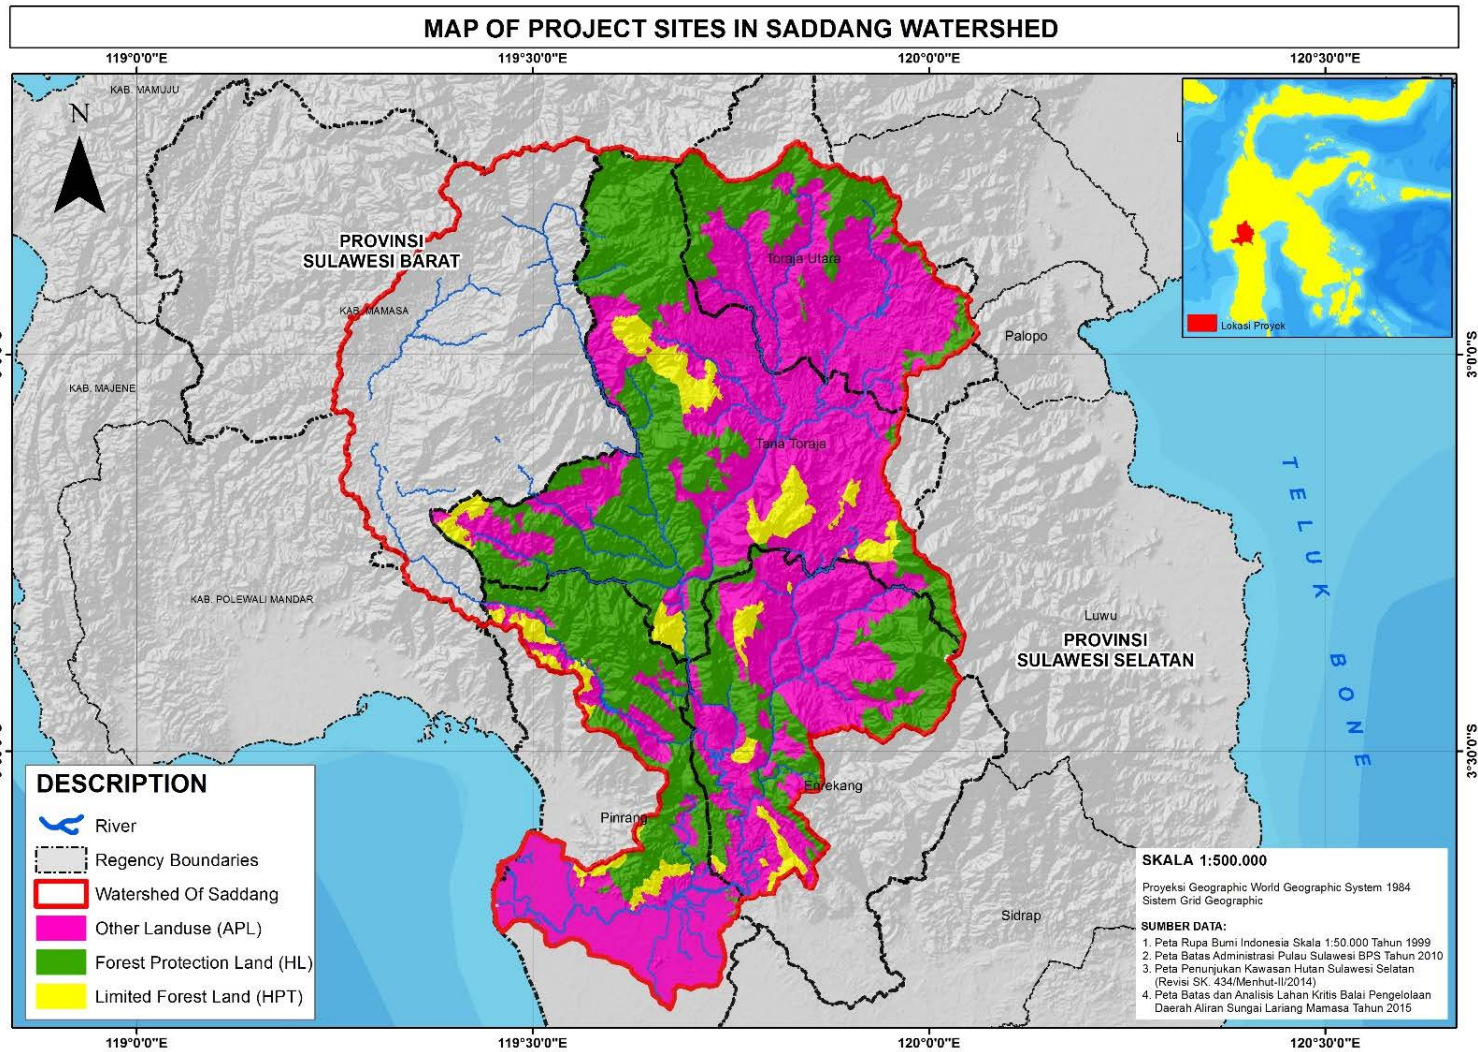 MAP OF PROJECT SITES IN SADDANG WATERSHED
119°0'0"E
119°30'0"E
120°0'0"E
120°30'0"E
KAB. MAMUJU
N
PROVINSI
SULAWESI BARAT
Toraja Utara
Lokasi Proyek
KAB. MAMASA
Palopo
3°0'0"S
KAB. MAJENE
Tana Toraja
TELUK BONE
KAB. POLEWALI MANDAR
Luwu
PROVINSI
SULAWESI SELATAN
3°30'0"S
Enrekang
Pinrang
Sidrap
DESCRIPTION
River
Regency Boundaries
Watershed Of Saddang
Other Landuse (APL)
Forest Protection Land (HL)
Limited Forest Land (HPT)
SKALA 1:500.000
Proyeksi Geographic World Geographic System 1984
Sistem Grid Geographic
SUMBER DATA:
1. Peta Rupa Bumi Indonesia Skala 1:50.000 Tahun 1999
2. Peta Batas Administrasi Pulau Sulawesi BPS Tahun 2010
3. Peta Penunjukan Kawasan Hutan Sulawesi Selatan
(Revisi SK. 434/Menhut-II/2014)
4. Peta Batas dan Analisis Lahan Kritis Balai Pengelolaan
Daerah Aliran Sungai Lariang Mamasa Tahun 2015
119°0'0"E
119°30'0"E
120°0'0"E
120°30'0"E